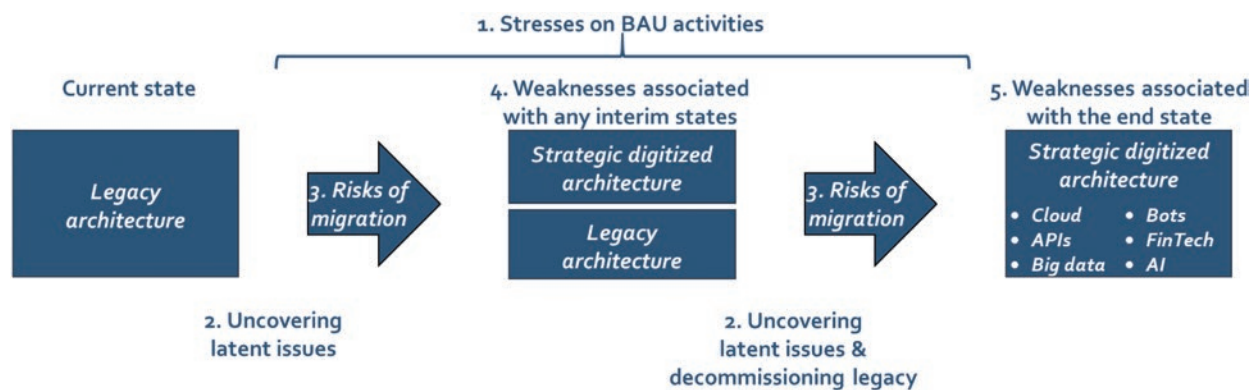 1. Stresses on BAU activities
Current state
4. Weaknesses associated
with any interim states
5. Weaknesses associated
with the end state
Legacy
architecture
3. Risks of
migration
Strategic digitized
architecture
Legacy
architecture
3. Risks of
migration
Strategic digitized
architecture
• Cloud
• APIs
• Big data
• Bots
• FinTech
• AI
2. Uncovering
latent issues
2. Uncovering
latent issues &
decommissioning legacy